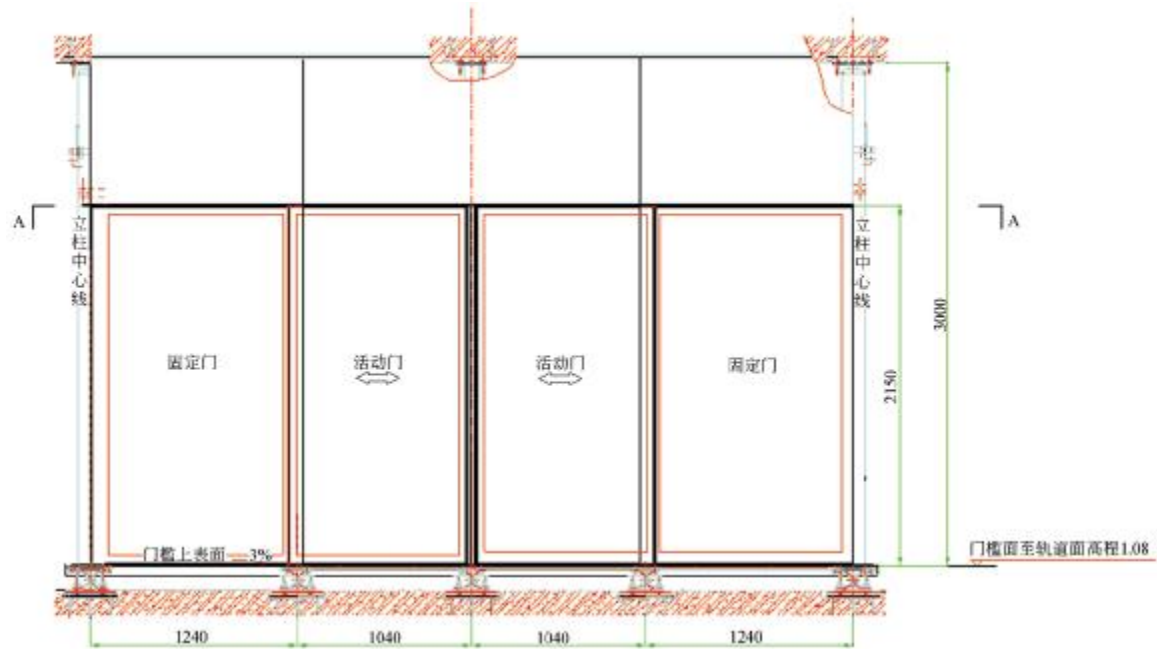 A
A
立柱中心线
立柱中心线
3000
2150
固定门
活动门
活动门
固定门
门槛上表面 3%
门槛面至轨道面高程1.08
1240
1040
1040
1240